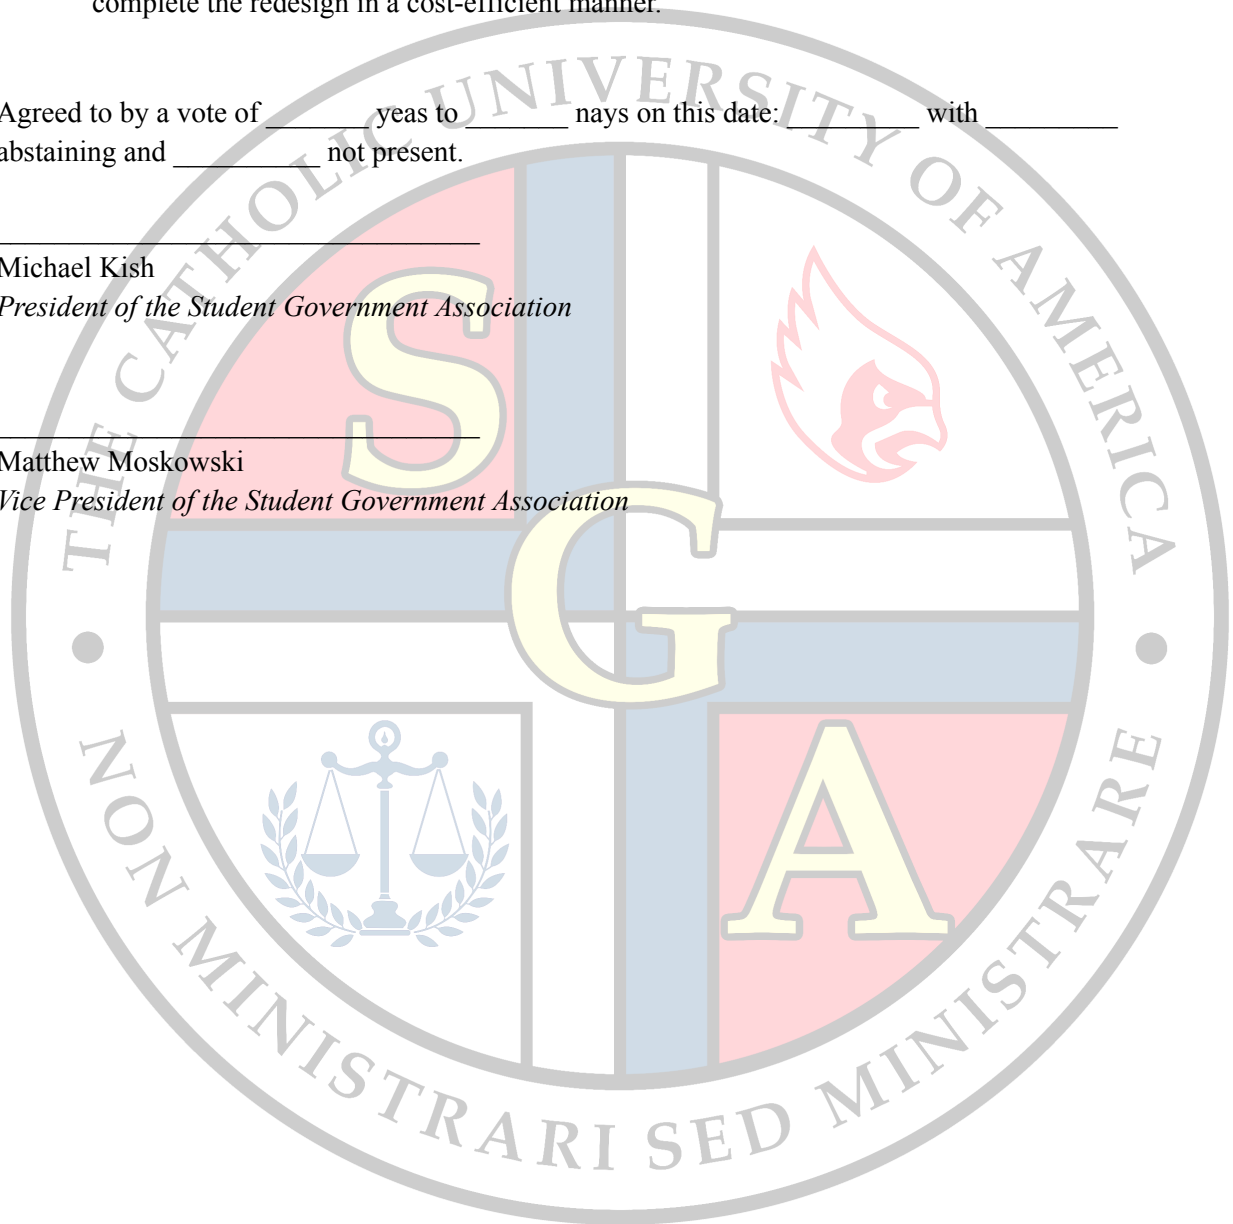 complete the redesign in a cost-efficient manner.
Agreed to by a vote of _______ yeas to _______ nays on this date: _________ with _________
abstaining and __________ not present.
Michael Kish
President of the Student Government Association
Matthew Moskowski
Vice President of the Student Government Association
THE CATHOLIC UNIVERSITY OF AMERICA
S
G
A
NON MINISTRARI SED MINISTRARE